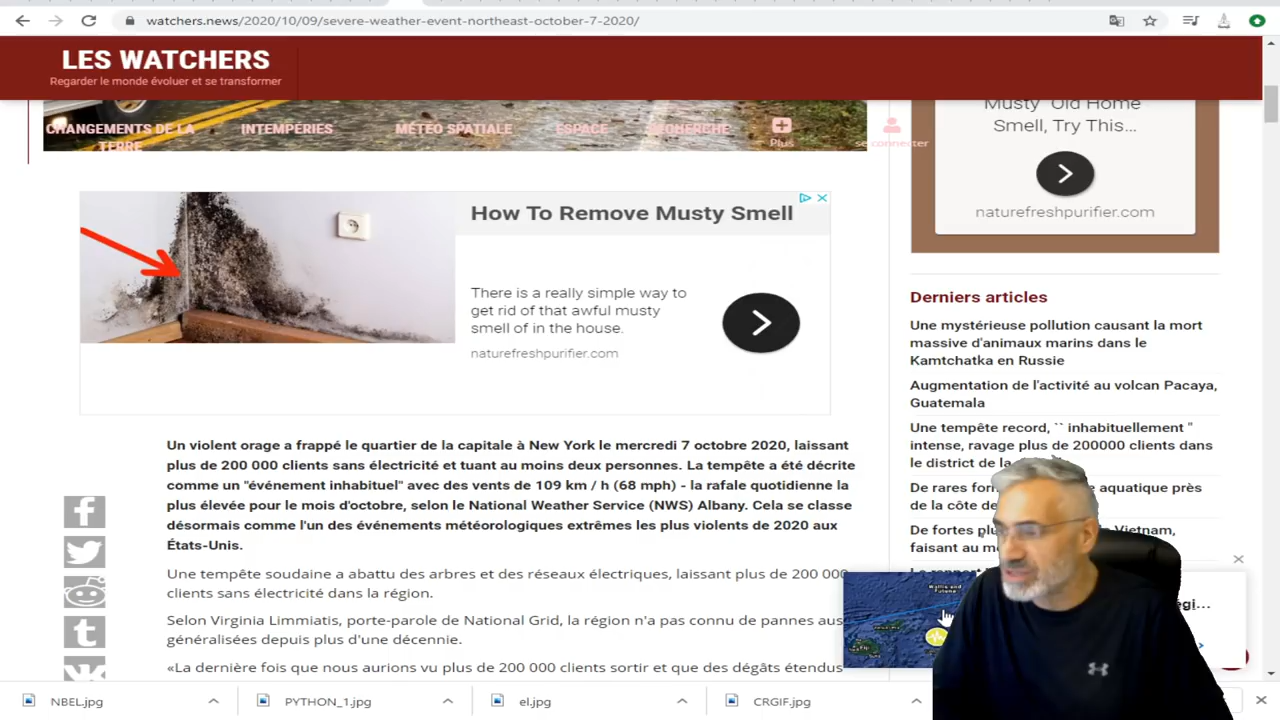 watchers.news/2020/10/09/severe-weather-event-northeast-october-7-2020/
LES WATCHERS
Regarder le monde évoluer et se transformer
CHANGEMENTS DE LA TERRE
INTEMPÉRIES
MÉTÉO SPATIALE
ESPACE
RECHERCHE
Plus
se connecter
How To Remove Musty Smell
There is a really simple way to
get rid of that awful musty
smell of in the house.
naturefreshpurifier.com
Musty Old Home
Smell, Try This...
naturefreshpurifier.com
Un violent orage a frappé le quartier de la capitale à New York le mercredi 7 octobre 2020, laissant
plus de 200 000 clients sans électricité et tuant au moins deux personnes. La tempête a été décrite
comme un "événement inhabituel" avec des vents de 109 km / h (68 mph) - la rafale quotidienne la
plus élevée pour le mois d'octobre, selon le National Weather Service (NWS) Albany. Cela se classe
désormais comme l'un des événements météorologiques extrêmes les plus violents de 2020 aux
États-Unis.
Une tempête soudaine a abattu des arbres et des réseaux électriques, laissant plus de 200 000
clients sans électricité dans la région.
Selon Virginia Limmiatis, porte-parole de National Grid, la région n'a pas connu de pannes
généralisées depuis plus d'une décennie.
«La dernière fois que nous aurions vu plus de 200 000 clients sortir et que des dégâts étendus
Derniers articles
Une mystérieuse pollution causant la mort
massive d'animaux marins dans le
Kamtchatka en Russie
Augmentation de l'activité au volcan Pacaya,
Guatemala
Une tempête record, `` inhabituellement "
intense, ravage plus de 200000 clients dans
le district de la
De rares aquatique près
de la côte de
De fortes Vietnam,
faisant au
Wallis and
Futuna
Fiji
NBEL.jpg
PYTHON_1.jpg
el.jpg
CRGIF.jpg